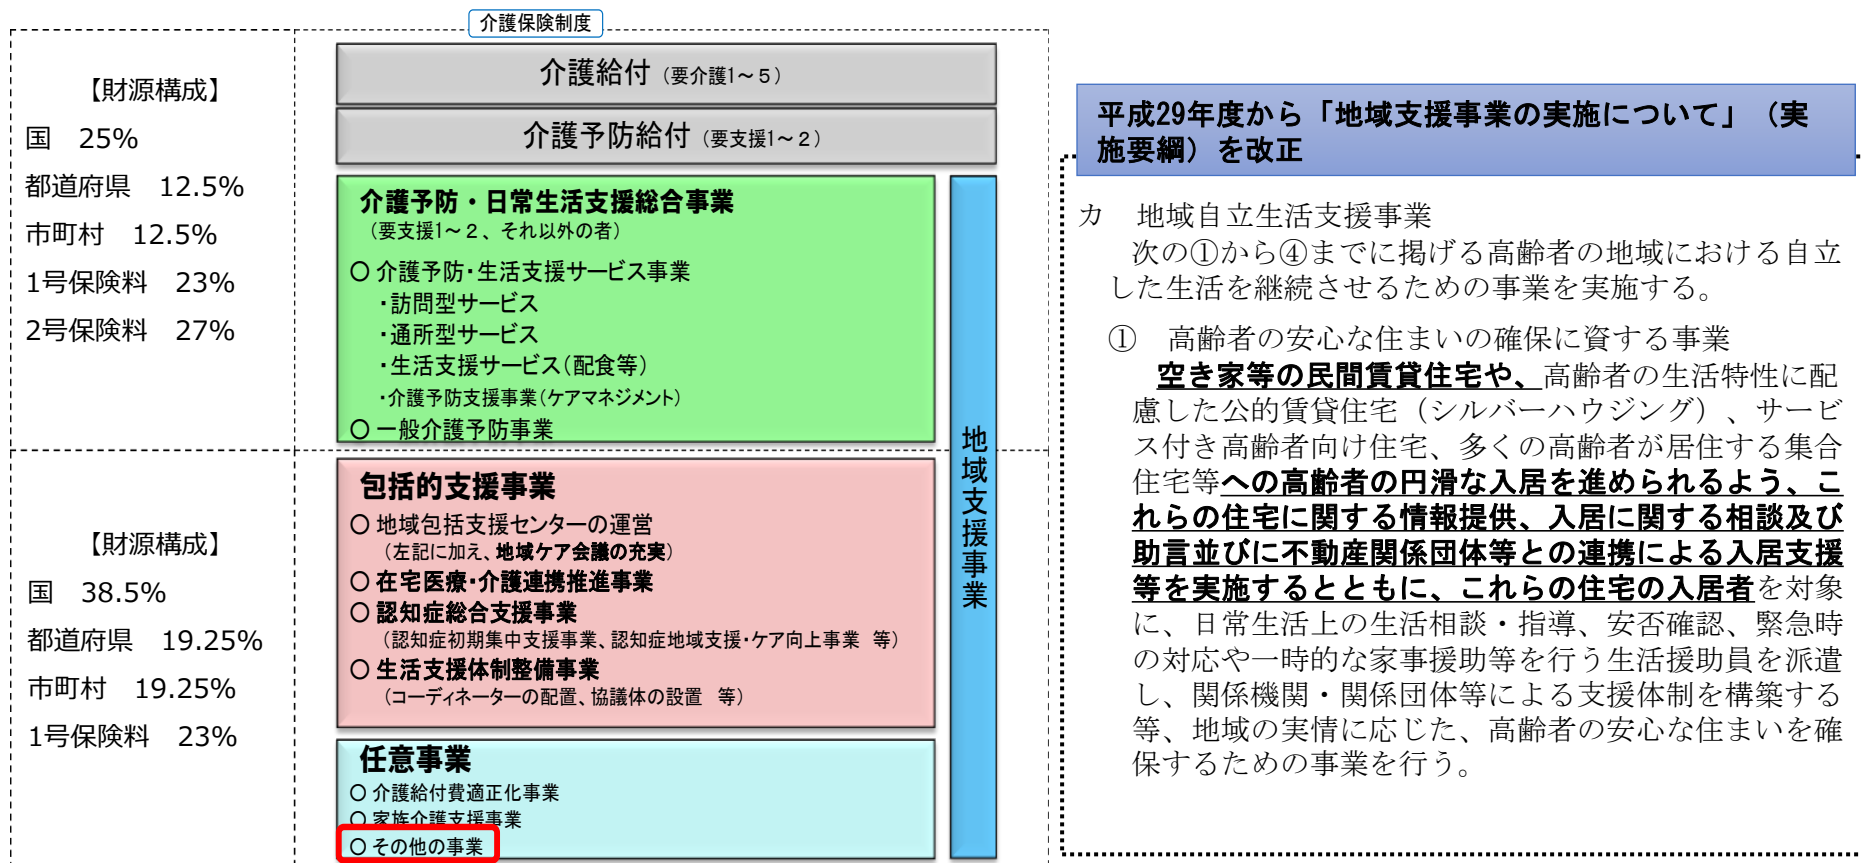 介護保険制度
【財源構成】
国　25%
都道府県　12.5%
市町村　12.5%
1号保険料　23%
2号保険料　27%
介護給付（要介護1～５）
介護予防給付（要支援1～２）
介護予防・日常生活支援総合事業
（要支援1～２、それ以外の者）
○ 介護予防･生活支援サービス事業
･訪問型サービス
･通所型サービス
･生活支援サービス（配食等）
･介護予防支援事業（ケアマネジメント）
○ 一般介護予防事業
【財源構成】
国　38.5%
都道府県　19.25%
市町村　19.25%
1号保険料　23%
包括的支援事業
○ 地域包括支援センターの運営
（左記に加え、地域ケア会議の充実）
○ 在宅医療･介護連携推進事業
○ 認知症総合支援事業
（認知症初期集中支援事業、認知症地域支援･ケア向上事業　等）
○ 生活支援体制整備事業
（コーディネーターの配置、協議体の設置　等）
任意事業
○ 介護給付費適正化事業
○ 家族介護支援事業
○ その他の事業
地域支援事業
平成29年度から「地域支援事業の実施について」（実
施要綱）を改正
カ　地域自立生活支援事業
次の①から④までに掲げる高齢者の地域における自立
した生活を継続させるための事業を実施する。
①　高齢者の安心な住まいの確保に資する事業
空き家等の民間賃貸住宅や、高齢者の生活特性に配
慮した公的賃貸住宅（シルバーハウジング）、サービ
ス付き高齢者向け住宅、多くの高齢者が居住する集合
住宅等への高齢者の円滑な入居を進められるよう、こ
れらの住宅に関する情報提供、入居に関する相談及び
助言並びに不動産関係団体等との連携による入居支援
等を実施するとともに、これらの住宅の入居者を対象
に、日常生活上の生活相談・指導、安否確認、緊急時
の対応や一時的な家事援助等を行う生活援助員を派遣
し、関係機関・関係団体等による支援体制を構築する
等、地域の実情に応じた、高齢者の安心な住まいを確
保するための事業を行う。